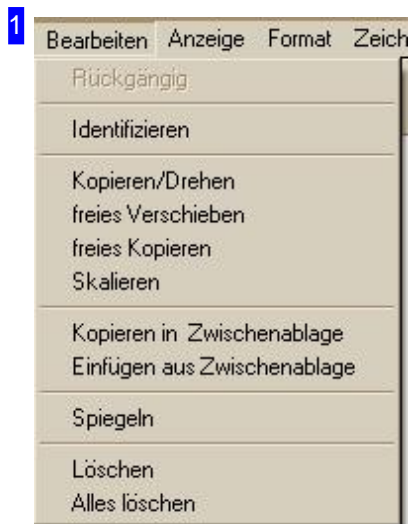 1
Bearbeiten Anzeige Format Zeich
Rückgängig
Identifizieren
Kopieren/Drehen
freies Verschieben
freies Kopieren
Skalieren
Kopieren in Zwischenablage
Einfügen aus Zwischenablage
Spiegeln
Löschen
Alles löschen